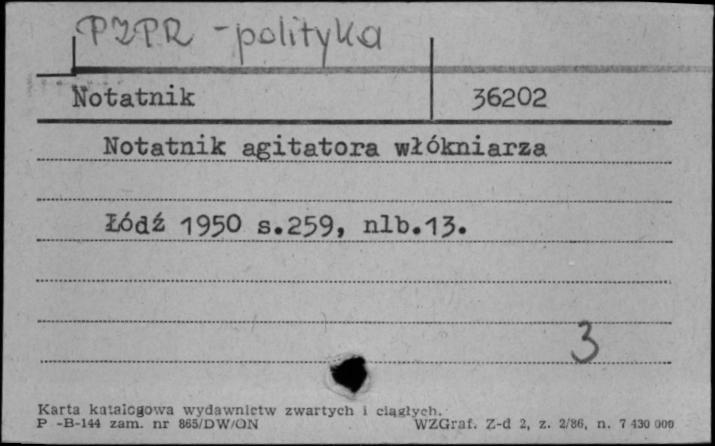 PZPR - polityka
Notatnik 36202
Notatnik agitatora włókniarza
Łódź 1950 s.259, nlb.13.
3
Karta katalogowa wydawnictw zwartych i ciągłych.
P -B-144 zam. nr 865/DW/ON WZGraf. Z-d 2, z. 2/86, n. 7 430 000